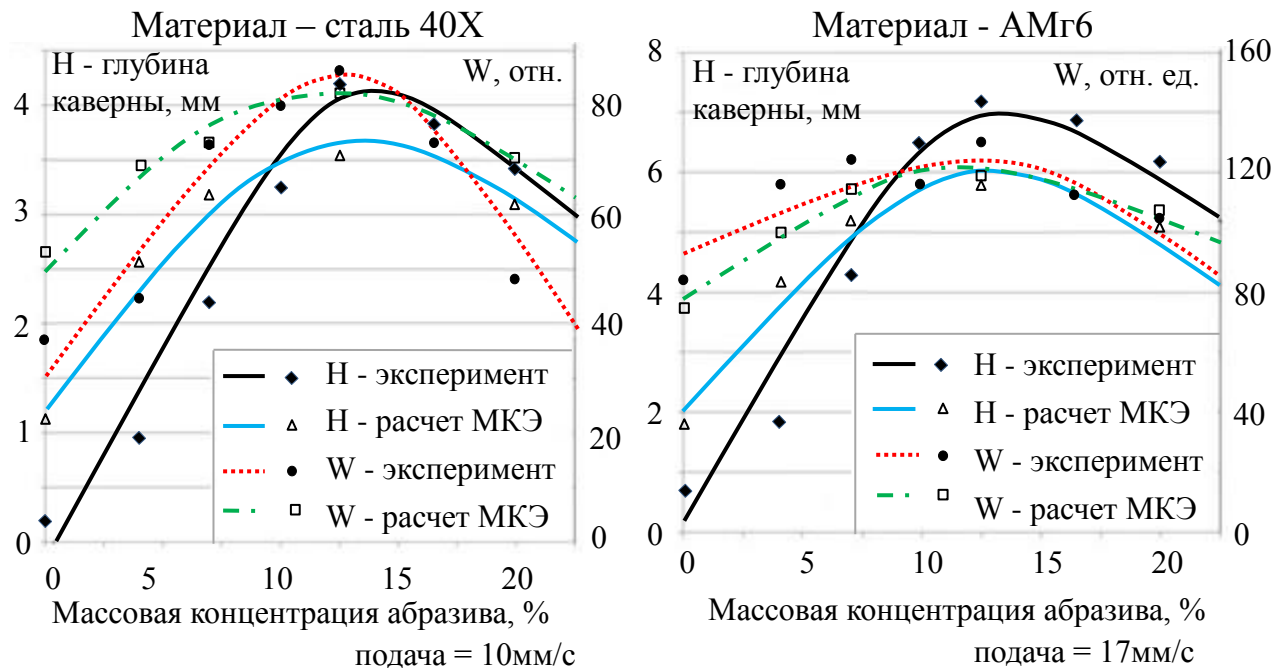 Материал – сталь 40Х
Н - глубина
каверны, мм
W, отн.
4
3
2
1
0
80
60
40
20
0
Н - эксперимент
Н - расчет МКЭ
W - эксперимент
W - расчет МКЭ
0 5 10 15 20
Массовая концентрация абразива, %
подача = 10мм/с
Материал - АМг6
Н - глубина
каверны, мм
W, отн. ед.
8
6
4
2
0
160
120
80
40
0
Н - эксперимент
Н - расчет МКЭ
W - эксперимент
W - расчет МКЭ
0 5 10 15 20
Массовая концентрация абразива, %
подача = 17мм/с